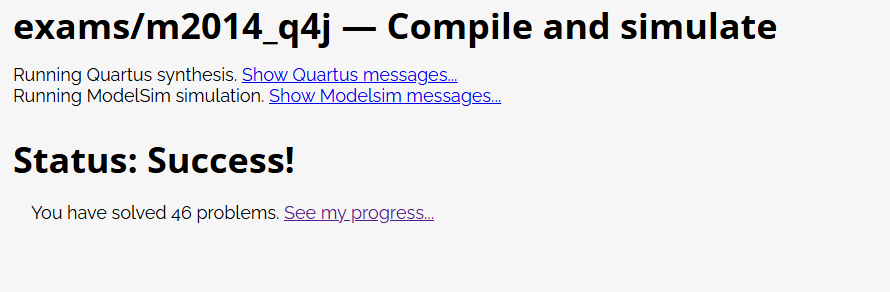 exams/m2014_q4j — Compile and simulate
Running Quartus synthesis. Show Quartus messages...
Running ModelSim simulation. Show Modelsim messages...
Status: Success!
You have solved 46 problems. See my progress...